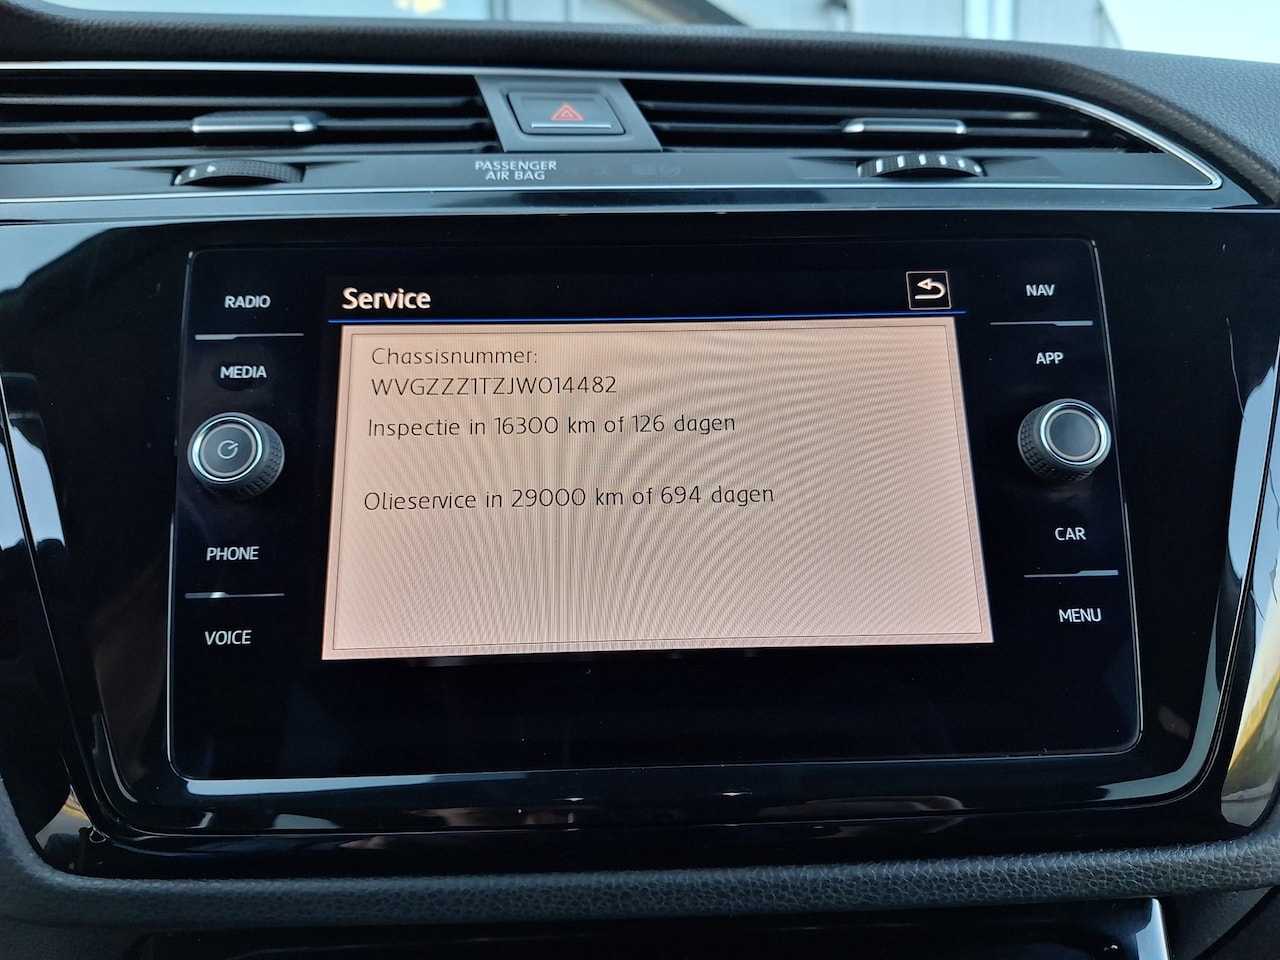 PASSENGER
AIR BAG
RADIO
MEDIA
PHONE
VOICE
Service
Chassisnummer:
WVGZZZ1TZJW014482
Inspectie in 16300 km of 126 dagen
Olieservice in 29000 km of 694 dagen
NAV
APP
CAR
MENU